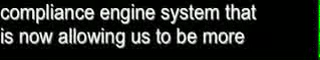 compliance engine system that
is now allowing us to be more